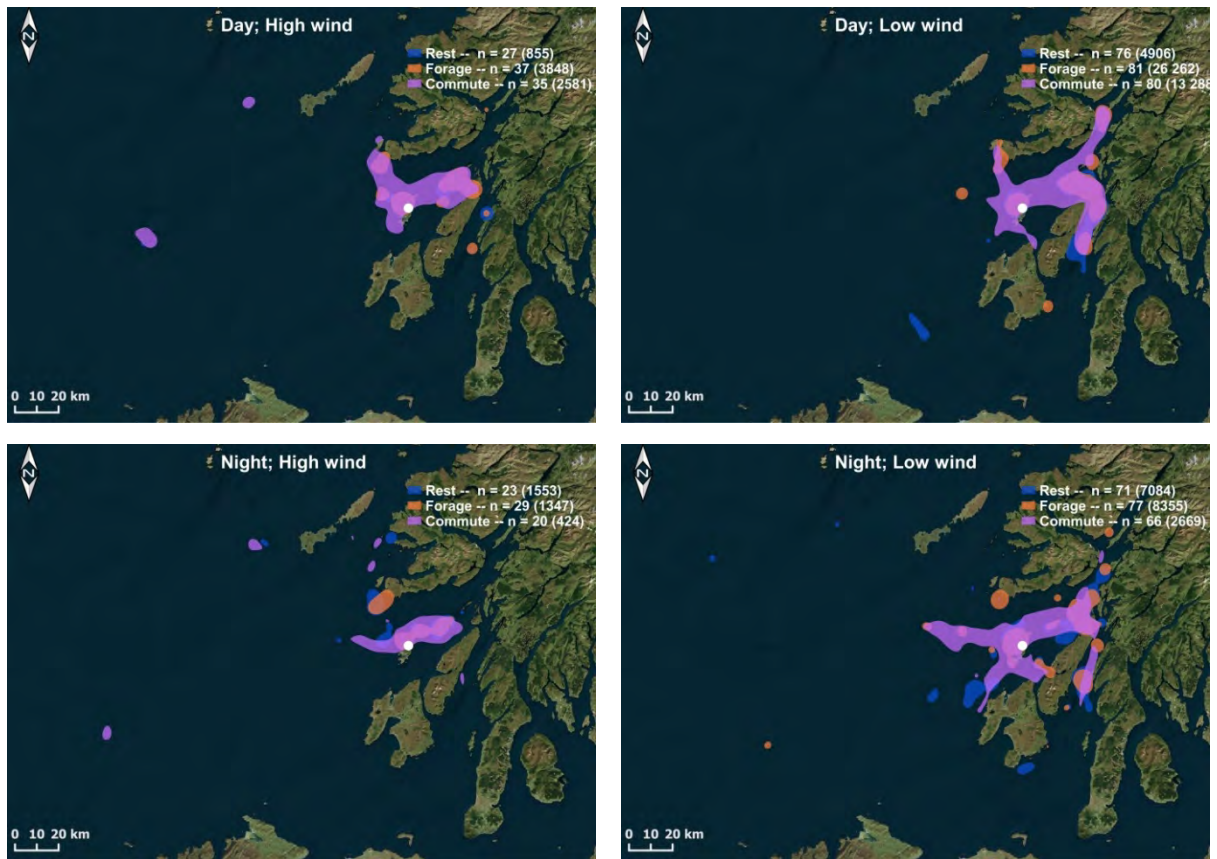 Day; High wind
Rest -- n = 27 (855)
Forage -- n = 37 (3848)
Commute -- n = 35 (2581)
N
0 10 20 km
Day; Low wind
Rest -- n = 76 (4906)
Forage -- n = 81 (26 262)
Commute -- n = 80 (13 288
N
0 10 20 km
Night; High wind
Rest -- n = 23 (1553)
Forage -- n = 29 (1347)
Commute -- n = 20 (424)
N
0 10 20 km
Night; Low wind
Rest -- n = 71 (7084)
Forage -- n = 77 (8355)
Commute -- n = 66 (2669)
N
0 10 20 km